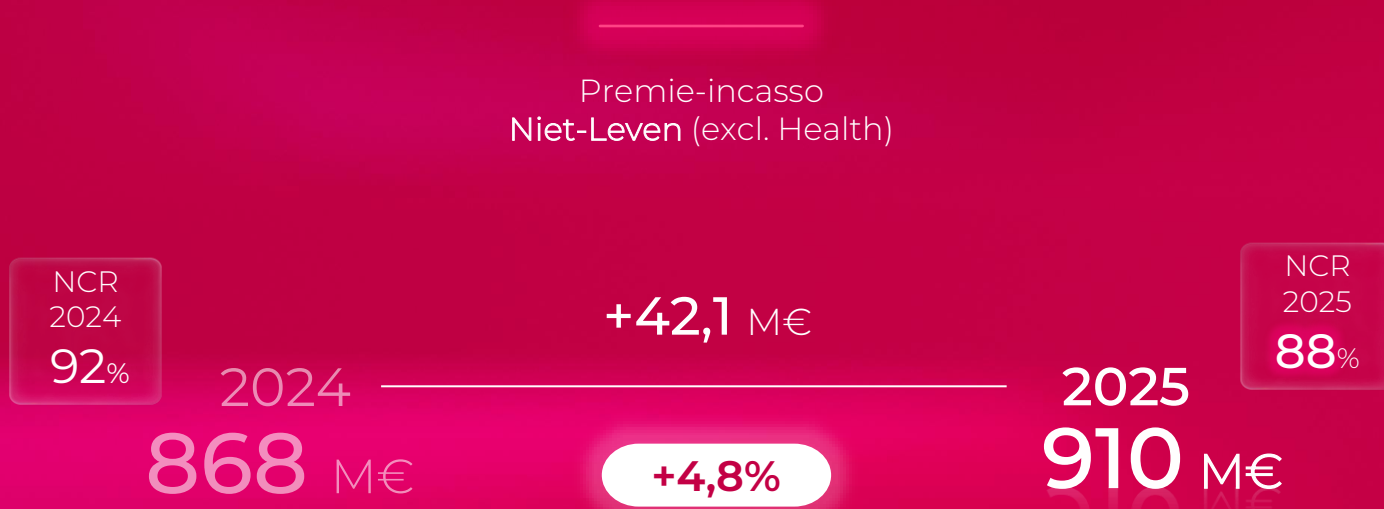 Premie-incasso
Niet-Leven (excl. Health)
NCR
2024
92%
NCR
2025
88%
+42,1 M€
2024
2025
868 M€
910 M€
+4,8%